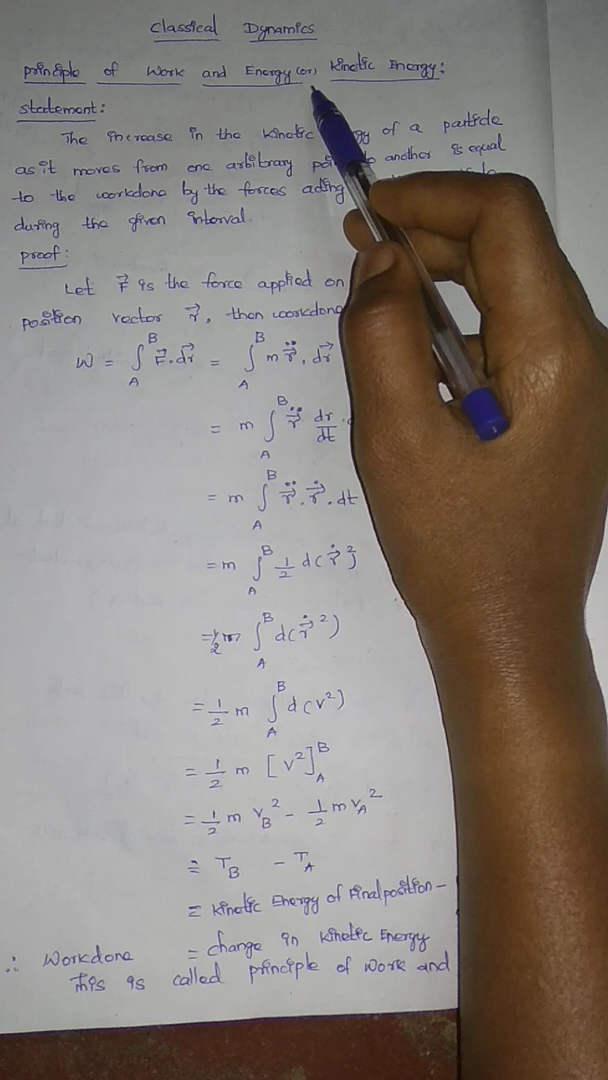 Classical Dynamics
principle of work and Energy (or) Kinetic Energy:
statement:
The increase in the kinetic of a particle
as it moves from one arbitrary another is equal
to the workdone by the forces acting
during the given interval.
proof:
Let F⃗ is the force applied on
position vector r⃗, then workdone
W = ∫_A^B F⃗. dr⃗ = ∫_A^B m r̈⃗. dr⃗
= m ∫_A^B r̈⃗ dr/dt
= m ∫_A^B r̈⃗. ṙ⃗. dt
= m ∫_A^B 1/2 d(ṙ⃗²)
= 1/2 m ∫_A^B d(ṙ⃗²)
= 1/2 m ∫_A^B d(v²)
= 1/2 m [v²]_A^B
= 1/2 m v_B² - 1/2 m v_A²
= T_B - T_A
= kinetic Energy of Final position -
∴ Workdone = change in kinetic Energy
This is called principle of work and